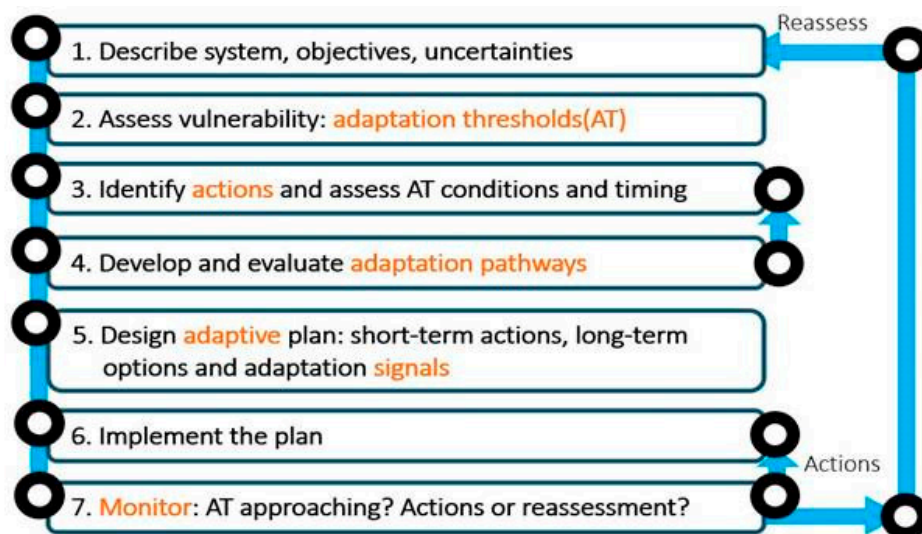 Reassess
1. Describe system, objectives, uncertainties
2. Assess vulnerability: adaptation thresholds(AT)
3. Identify actions and assess AT conditions and timing
4. Develop and evaluate adaptation pathways
5. Design adaptive plan: short-term actions, long-term
options and adaptation signals
6. Implement the plan
Actions
7. Monitor: AT approaching? Actions or reassessment?